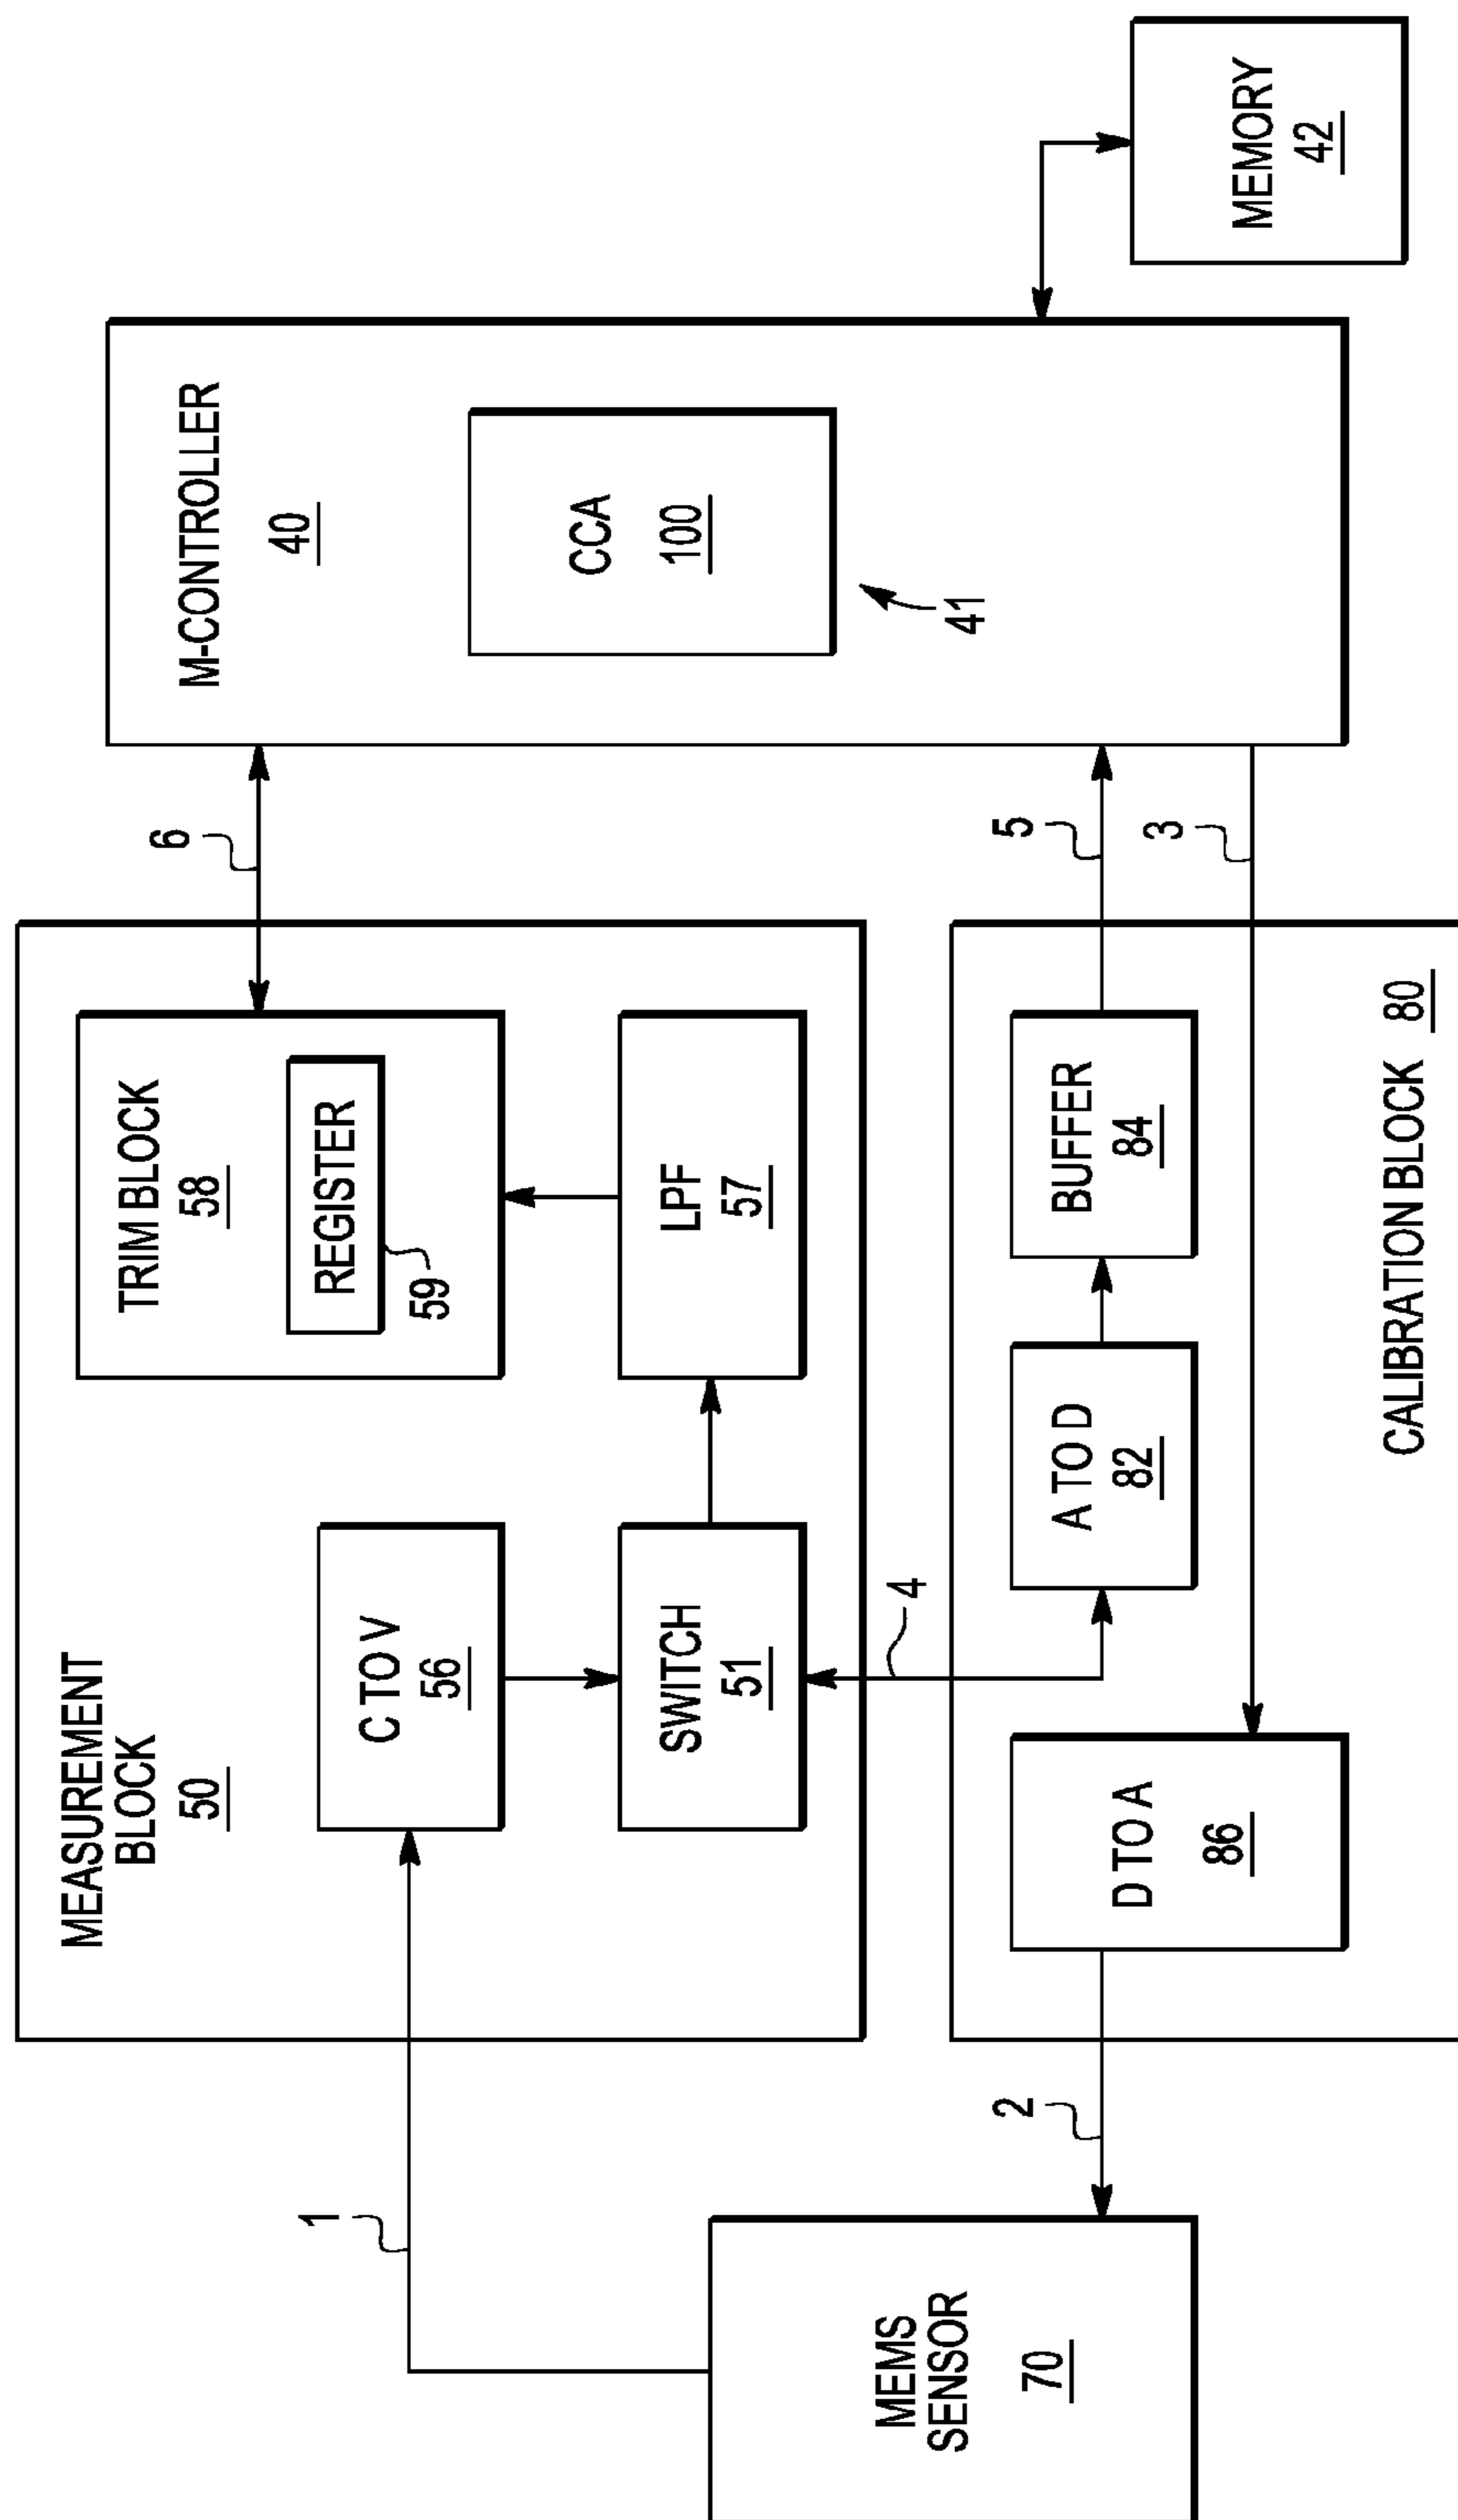 MEASUREMENT
BLOCK
50
TRIM BLOCK
58
REGISTER
59
6
M-CONTROLLER
40
1
C TO V
56
SWITCH
51
LPF
57
CCA
100
41
4
MEMS
SENSOR
70
2
D TO A
86
A TO D
82
BUFFER
84
5
3
CALIBRATION BLOCK 80
MEMORY
42